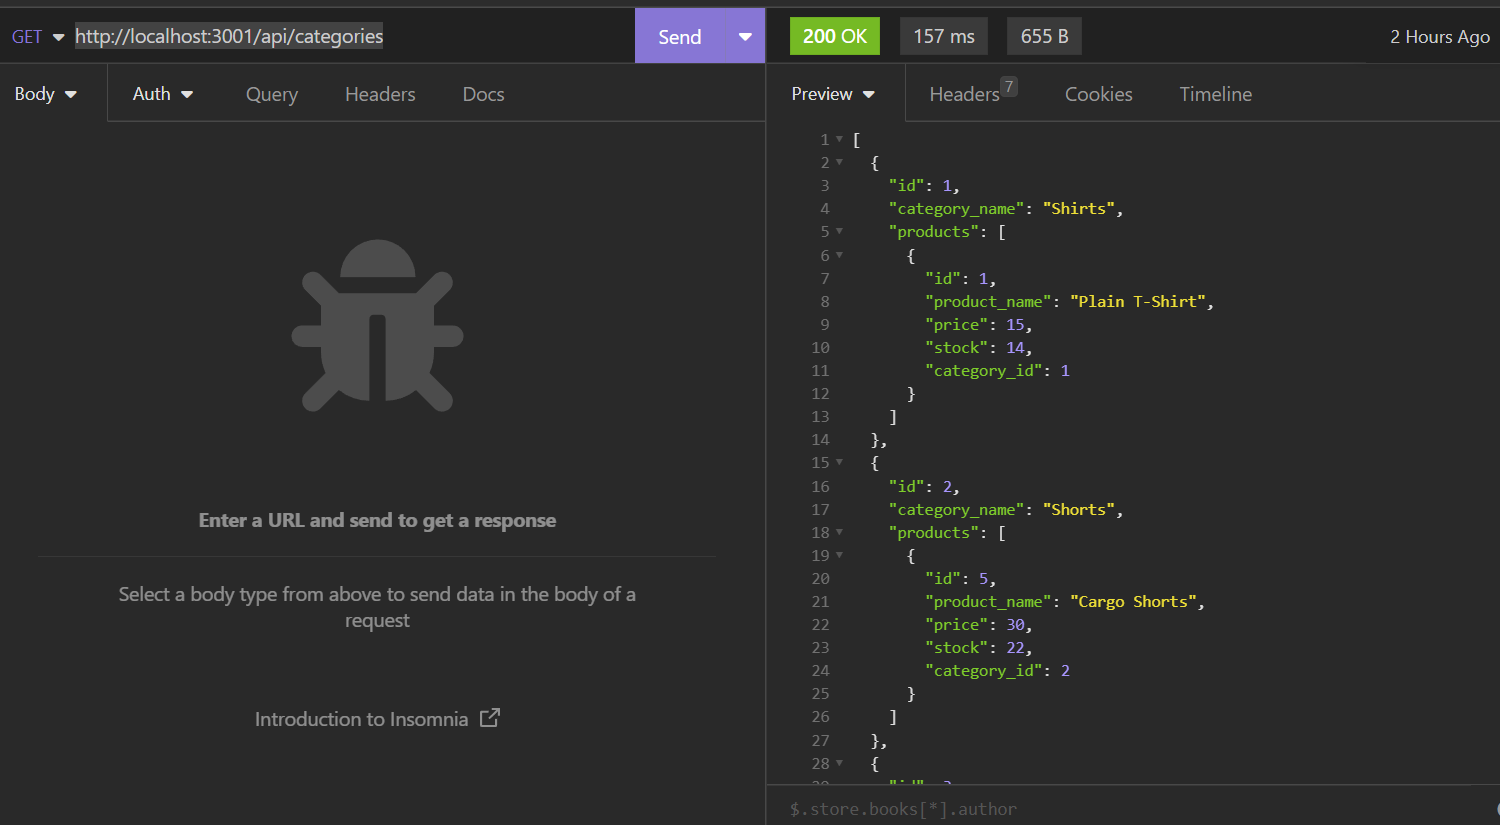 GET http://localhost:3001/api/categories Send 200 OK 157 ms 655 B 2 Hours Ago
Body Auth Query Headers Docs Preview Headers 7 Cookies Timeline
1 [
2 {
3 "id": 1,
4 "category_name": "Shirts",
5 "products": [
6 {
7 "id": 1,
8 "product_name": "Plain T-Shirt",
9 "price": 15,
10 "stock": 14,
11 "category_id": 1
12 }
13 ]
14 },
15 {
16 "id": 2,
17 "category_name": "Shorts",
18 "products": [
19 {
20 "id": 5,
21 "product_name": "Cargo Shorts",
22 "price": 30,
23 "stock": 22,
24 "category_id": 2
25 }
26 ]
27 },
28 {
Enter a URL and send to get a response
Select a body type from above to send data in the body of a
request
Introduction to Insomnia
$.store.books[*].author